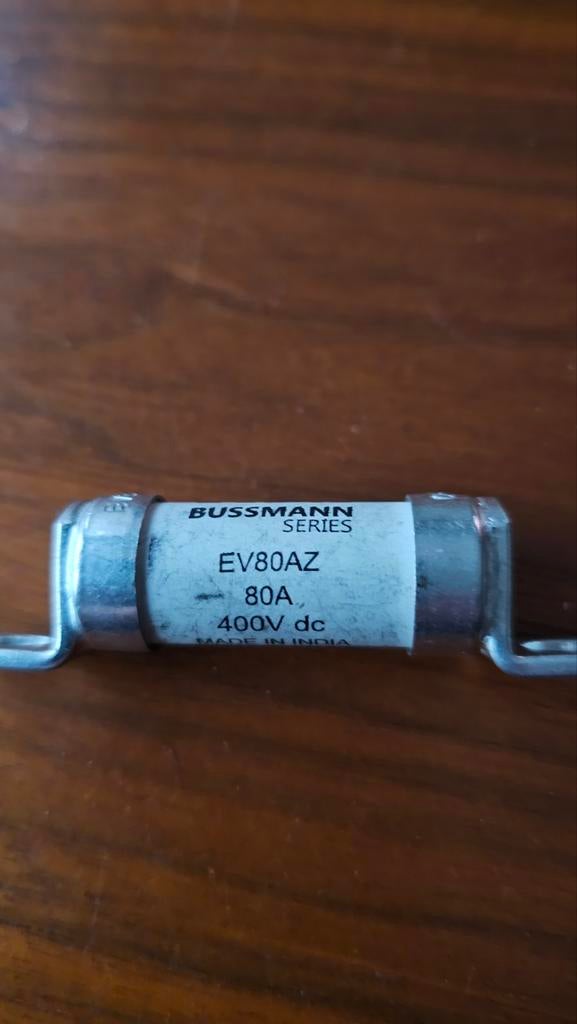 BUSSMANN
SERIES
EV80AZ
80A
400V dc
MADE IN INDIA